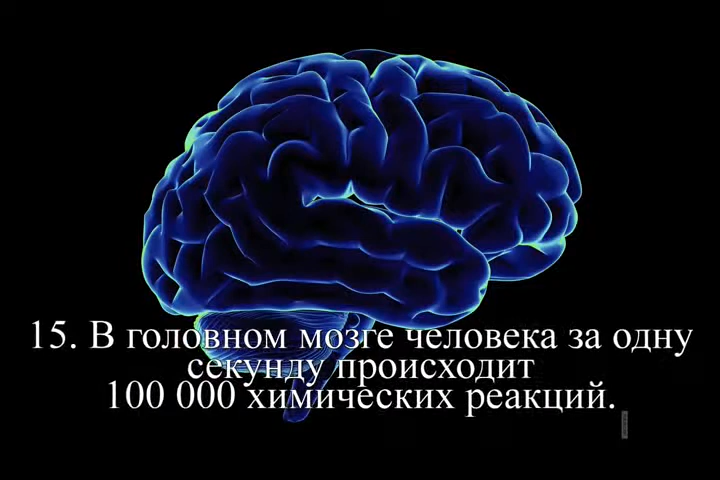 15. В головном мозге человека за одну
секунду происходит
100 000 химических реакций.